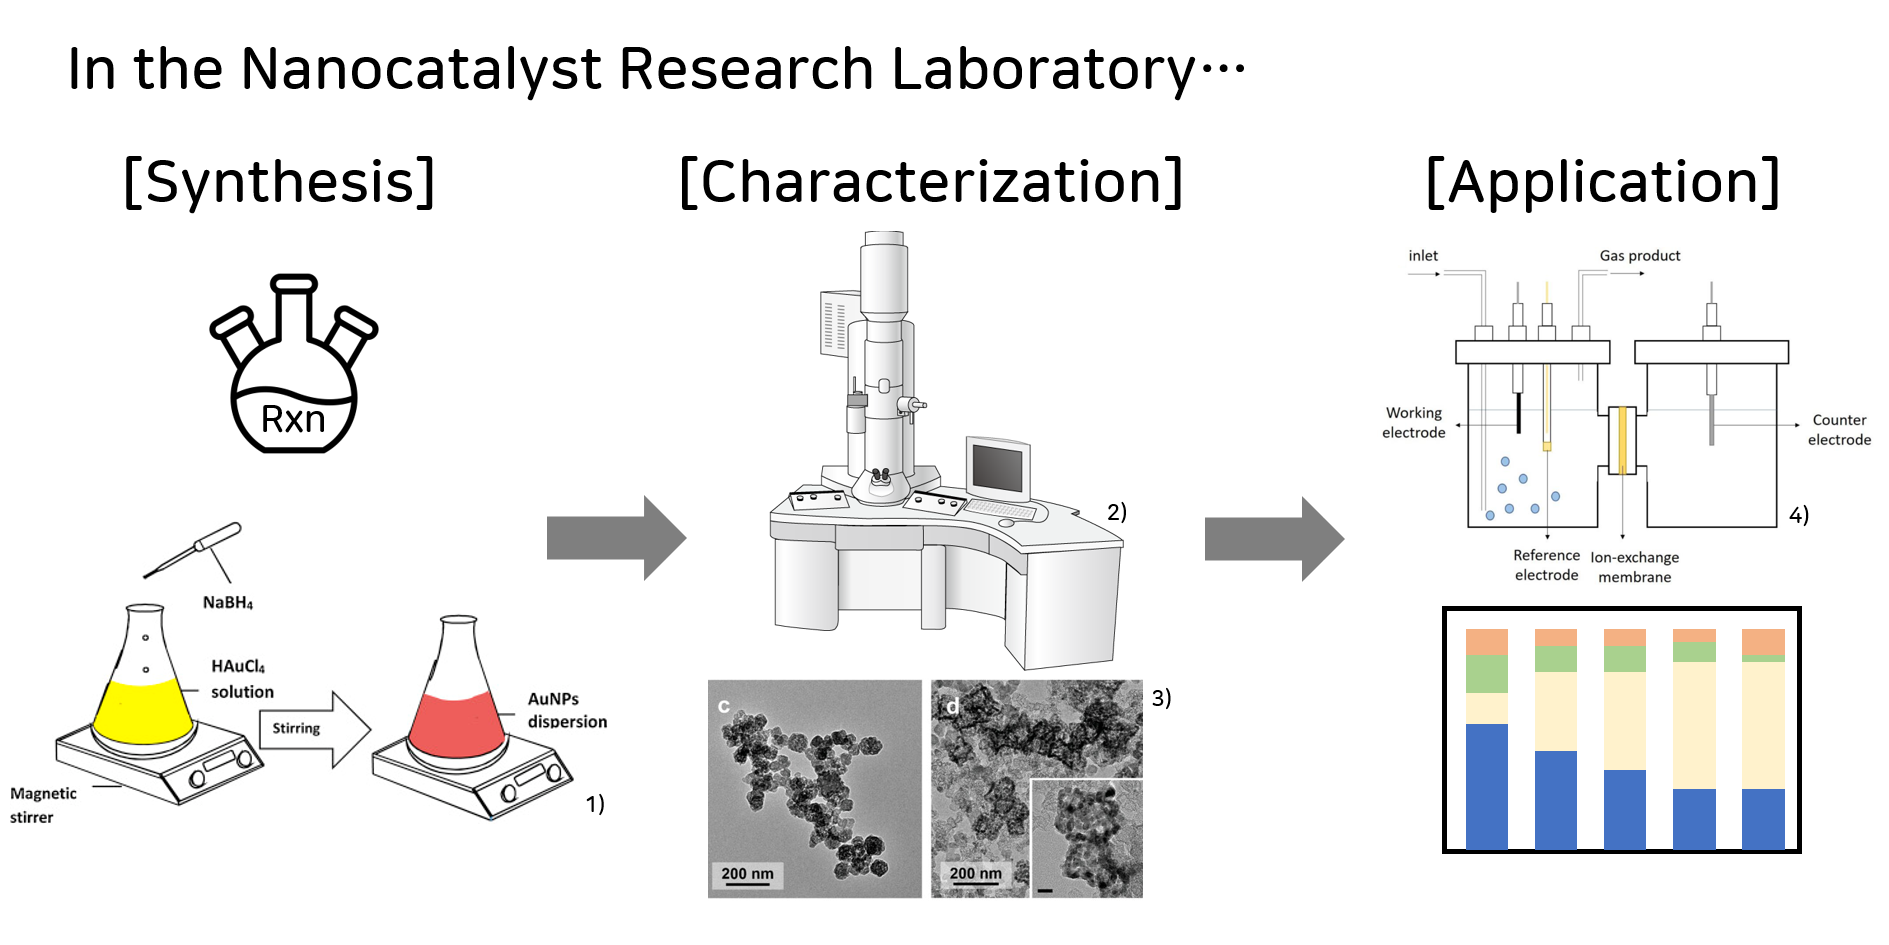 In the Nanocatalyst Research Laboratory⋯
[Synthesis]
[Characterization]
[Application]
Rxn
NaBH₄
HAuCl₄
solution
Stirring
AuNPs
dispersion
Magnetic
stirrer
1)
2)
c
200 nm
d
200 nm
3)
inlet
Gas product
Working
electrode
Counter
electrode
Reference
electrode
Ion-exchange
membrane
4)